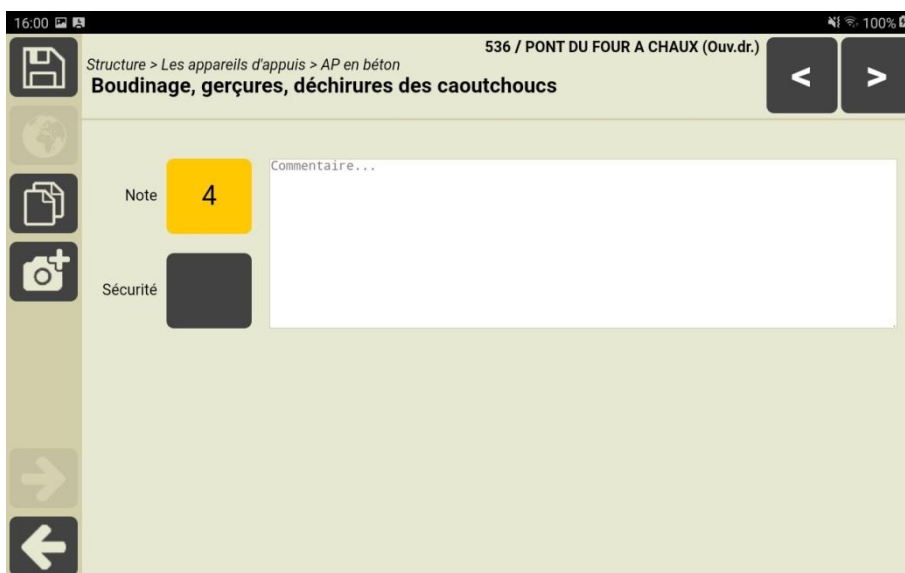 16:00 100%
536 / PONT DU FOUR A CHAUX (Ouv.dr.)
Structure > Les appareils d'appuis > AP en béton
Boudinage, gerçures, déchirures des caoutchoucs
< >
Note 4
Commentaire...
Sécurité